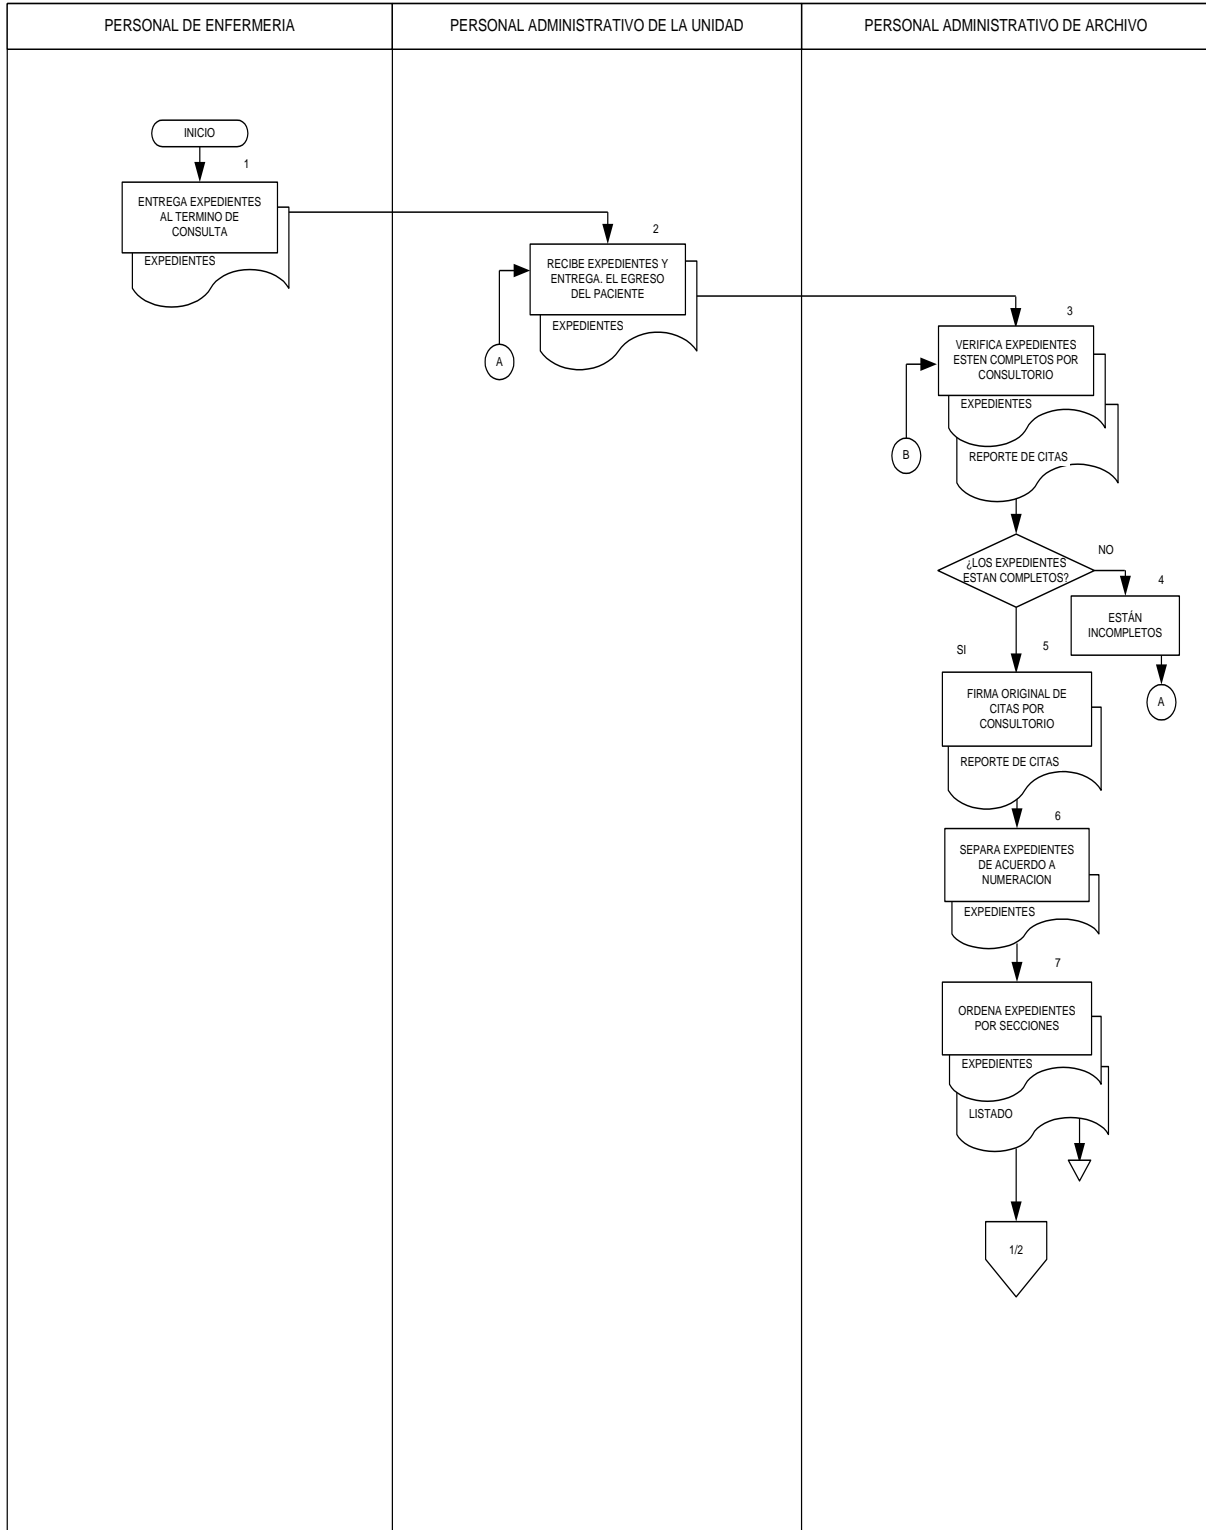 PERSONAL DE ENFERMERIA
PERSONAL ADMINISTRATIVO DE LA UNIDAD
PERSONAL ADMINISTRATIVO DE ARCHIVO
INICIO
1
ENTREGA EXPEDIENTES
AL TERMINO DE
CONSULTA
EXPEDIENTES
2
RECIBE EXPEDIENTES Y
ENTREGA. EL EGRESO
DEL PACIENTE
EXPEDIENTES
A
3
VERIFICA EXPEDIENTES
ESTEN COMPLETOS POR
CONSULTORIO
EXPEDIENTES
REPORTE DE CITAS
B
¿LOS EXPEDIENTES
ESTAN COMPLETOS?
NO
4
ESTÁN
INCOMPLETOS
A
SI
5
FIRMA ORIGINAL DE
CITAS POR
CONSULTORIO
REPORTE DE CITAS
6
SEPARA EXPEDIENTES
DE ACUERDO A
NUMERACION
EXPEDIENTES
7
ORDENA EXPEDIENTES
POR SECCIONES
EXPEDIENTES
LISTADO
1/2